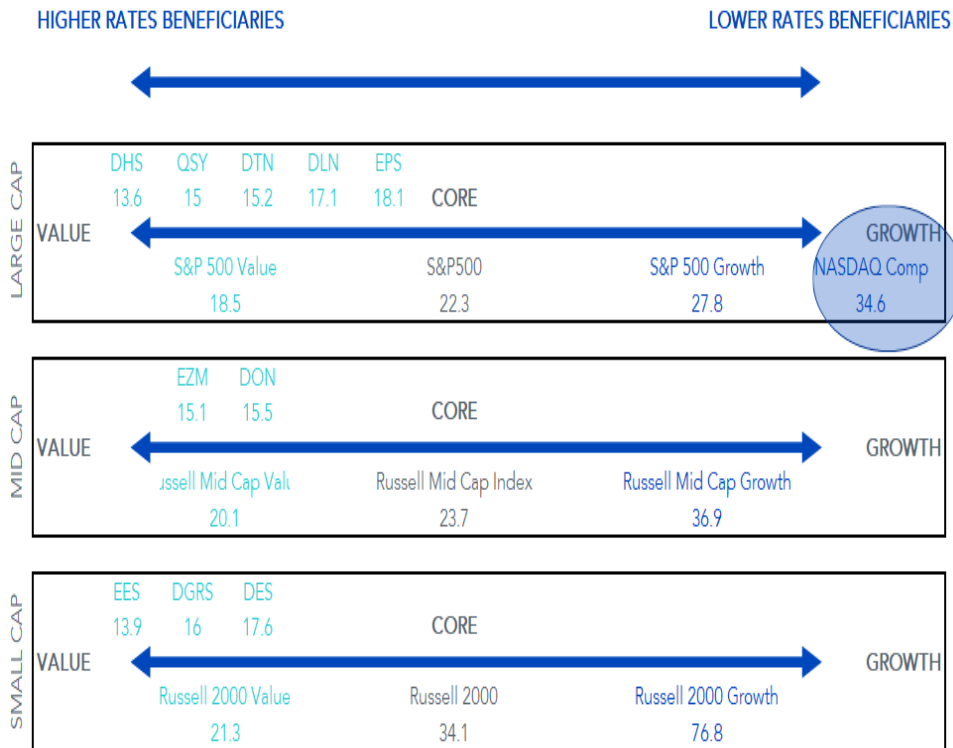 HIGHER RATES BENEFICIARIES LOWER RATES BENEFICIARIES
LARGE CAP
DHS QSY DTN DLN EPS
13.6 15 15.2 17.1 18.1 CORE
VALUE GROWTH
S&P 500 Value S&P500 S&P 500 Growth NASDAQ Comp
18.5 22.3 27.8 34.6
MID CAP
EZM DON
15.1 15.5 CORE
VALUE GROWTH
ussell Mid Cap Valu Russell Mid Cap Index Russell Mid Cap Growth
20.1 23.7 36.9
SMALL CAP
EES DGRS DES
13.9 16 17.6 CORE
VALUE GROWTH
Russell 2000 Value Russell 2000 Russell 2000 Growth
21.3 34.1 76.8